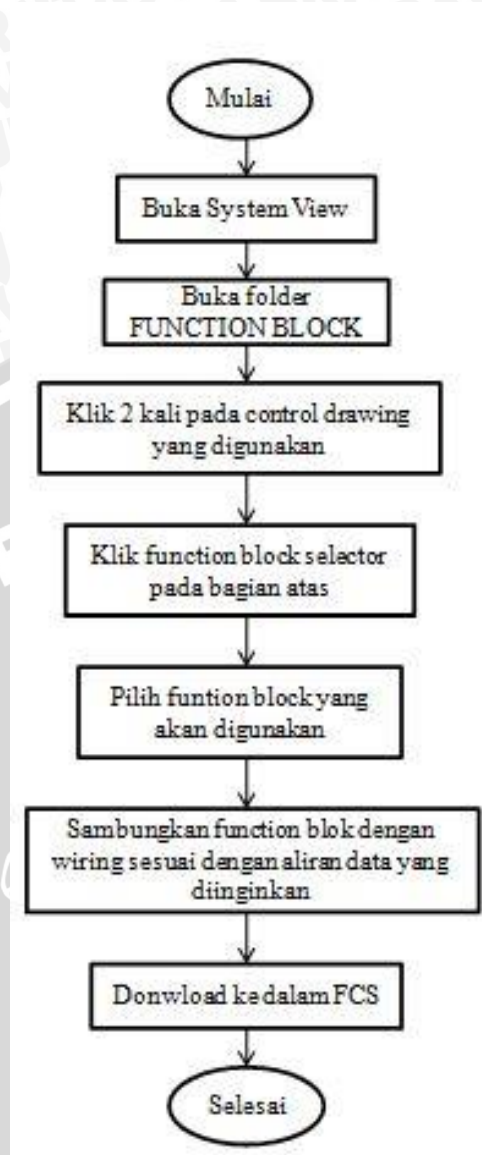 Mulai
Buka System View
Buka folder
FUNCTION BLOCK
Klik 2 kali pada control drawing
yang digunakan
Klik function block selector
pada bagian atas
Pilih funtion block yang
akan digunakan
Sambungkan function blok dengan
wiring sesuai dengan aliran data yang
diinginkan
Donwload kedalam FCS
Selesai